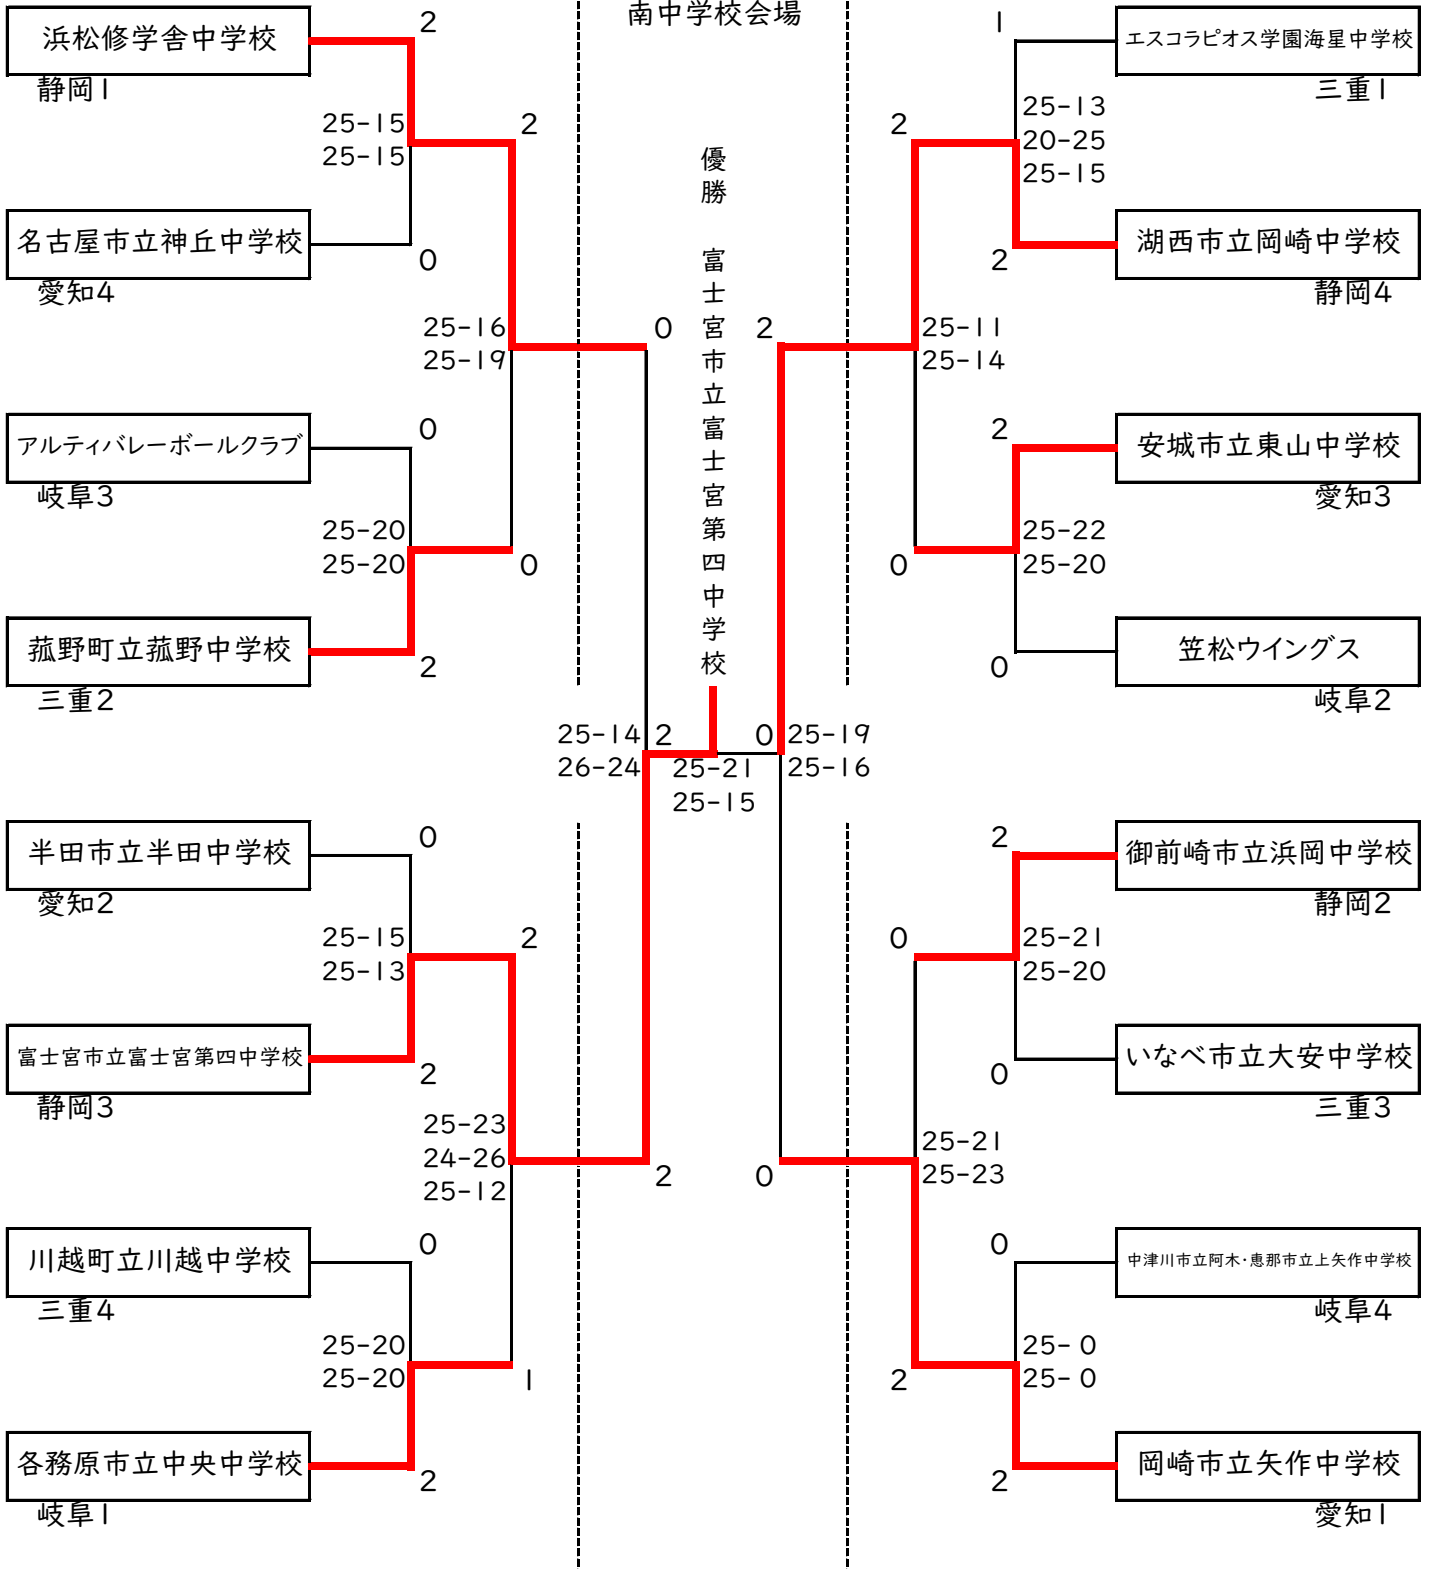 南中学校会場
優勝　富士宮市立富士宮第四中学校
浜松修学舎中学校
静岡1
2
25-15
25-15
2
名古屋市立神丘中学校
愛知4
0
25-16
25-19
0
アルティバレーボールクラブ
岐阜3
0
25-20
25-20
0
菰野町立菰野中学校
三重2
2
25-14
26-24
2
25-21
25-15
半田市立半田中学校
愛知2
0
25-15
25-13
2
富士宮市立富士宮第四中学校
静岡3
2
25-23
24-26
25-12
2
川越町立川越中学校
三重4
0
25-20
25-20
1
各務原市立中央中学校
岐阜1
2
1
エスコラピオス学園海星中学校
三重1
2
25-13
20-25
25-15
2
湖西市立岡崎中学校
静岡4
2
25-11
25-14
2
安城市立東山中学校
愛知3
0
25-22
25-20
0
笠松ウイングス
岐阜2
0
25-19
25-16
2
御前崎市立浜岡中学校
静岡2
0
25-21
25-20
0
いなべ市立大安中学校
三重3
0
25-21
25-23
0
中津川市立阿木・恵那市立上矢作中学校
岐阜4
2
25- 0
25- 0
2
岡崎市立矢作中学校
愛知1